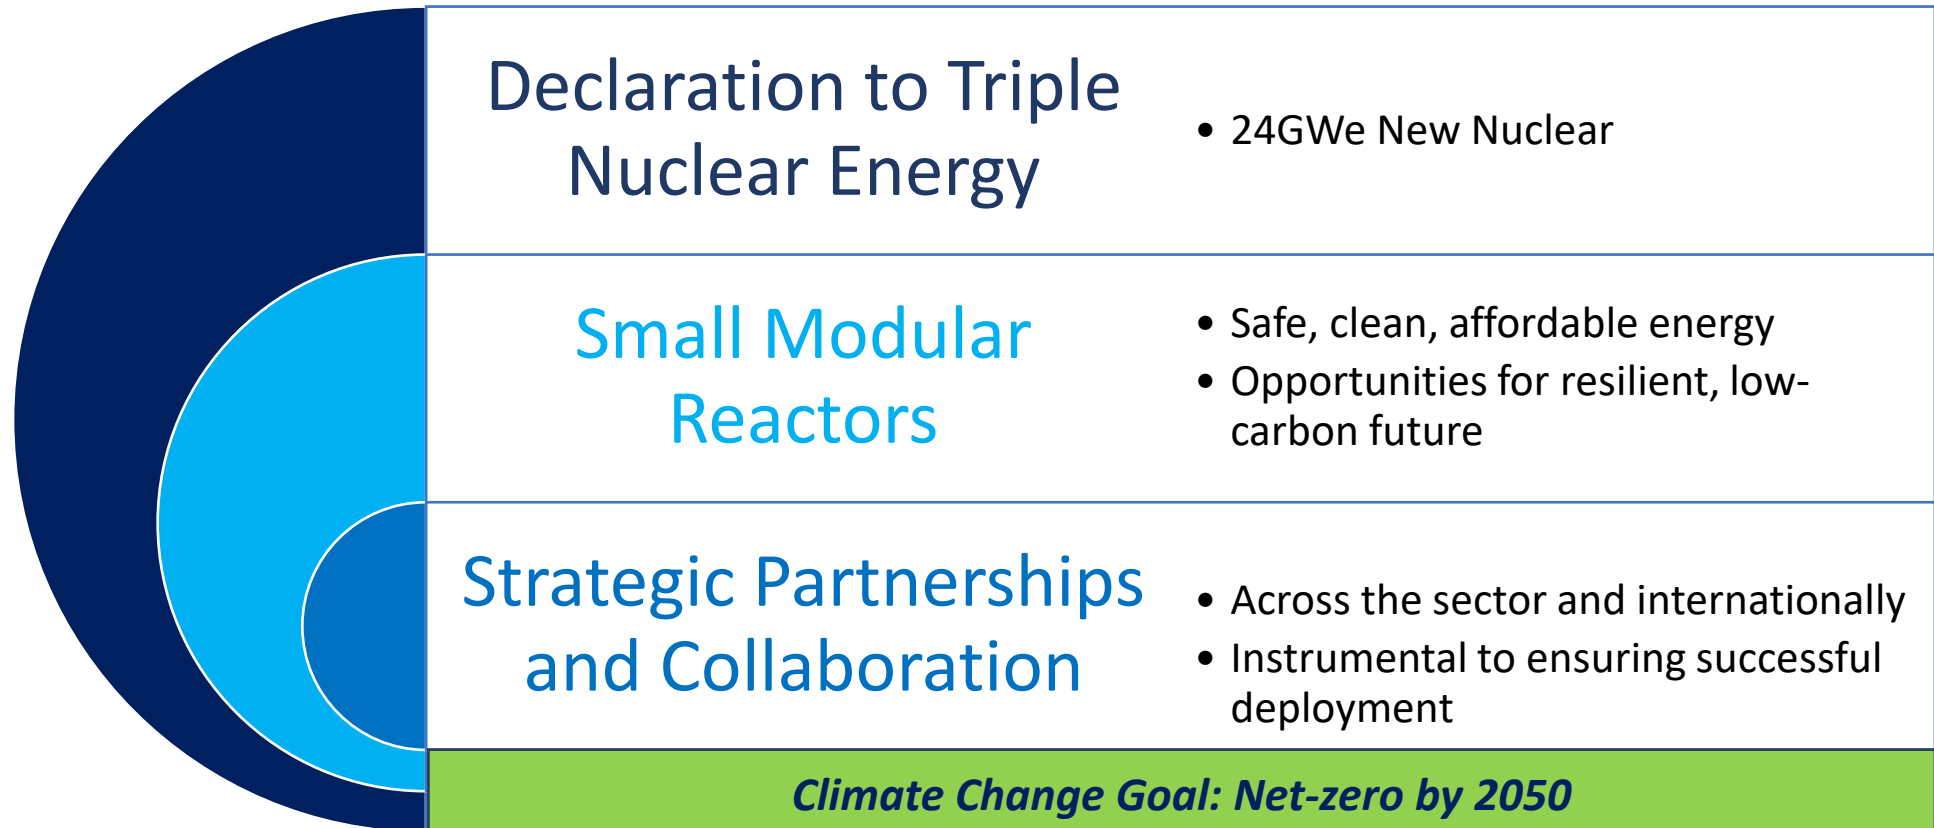 Declaration to Triple
Nuclear Energy
• 24GWe New Nuclear
Small Modular
Reactors
• Safe, clean, affordable energy
• Opportunities for resilient, low-
carbon future
Strategic Partnerships
and Collaboration
• Across the sector and internationally
• Instrumental to ensuring successful
deployment
Climate Change Goal: Net-zero by 2050